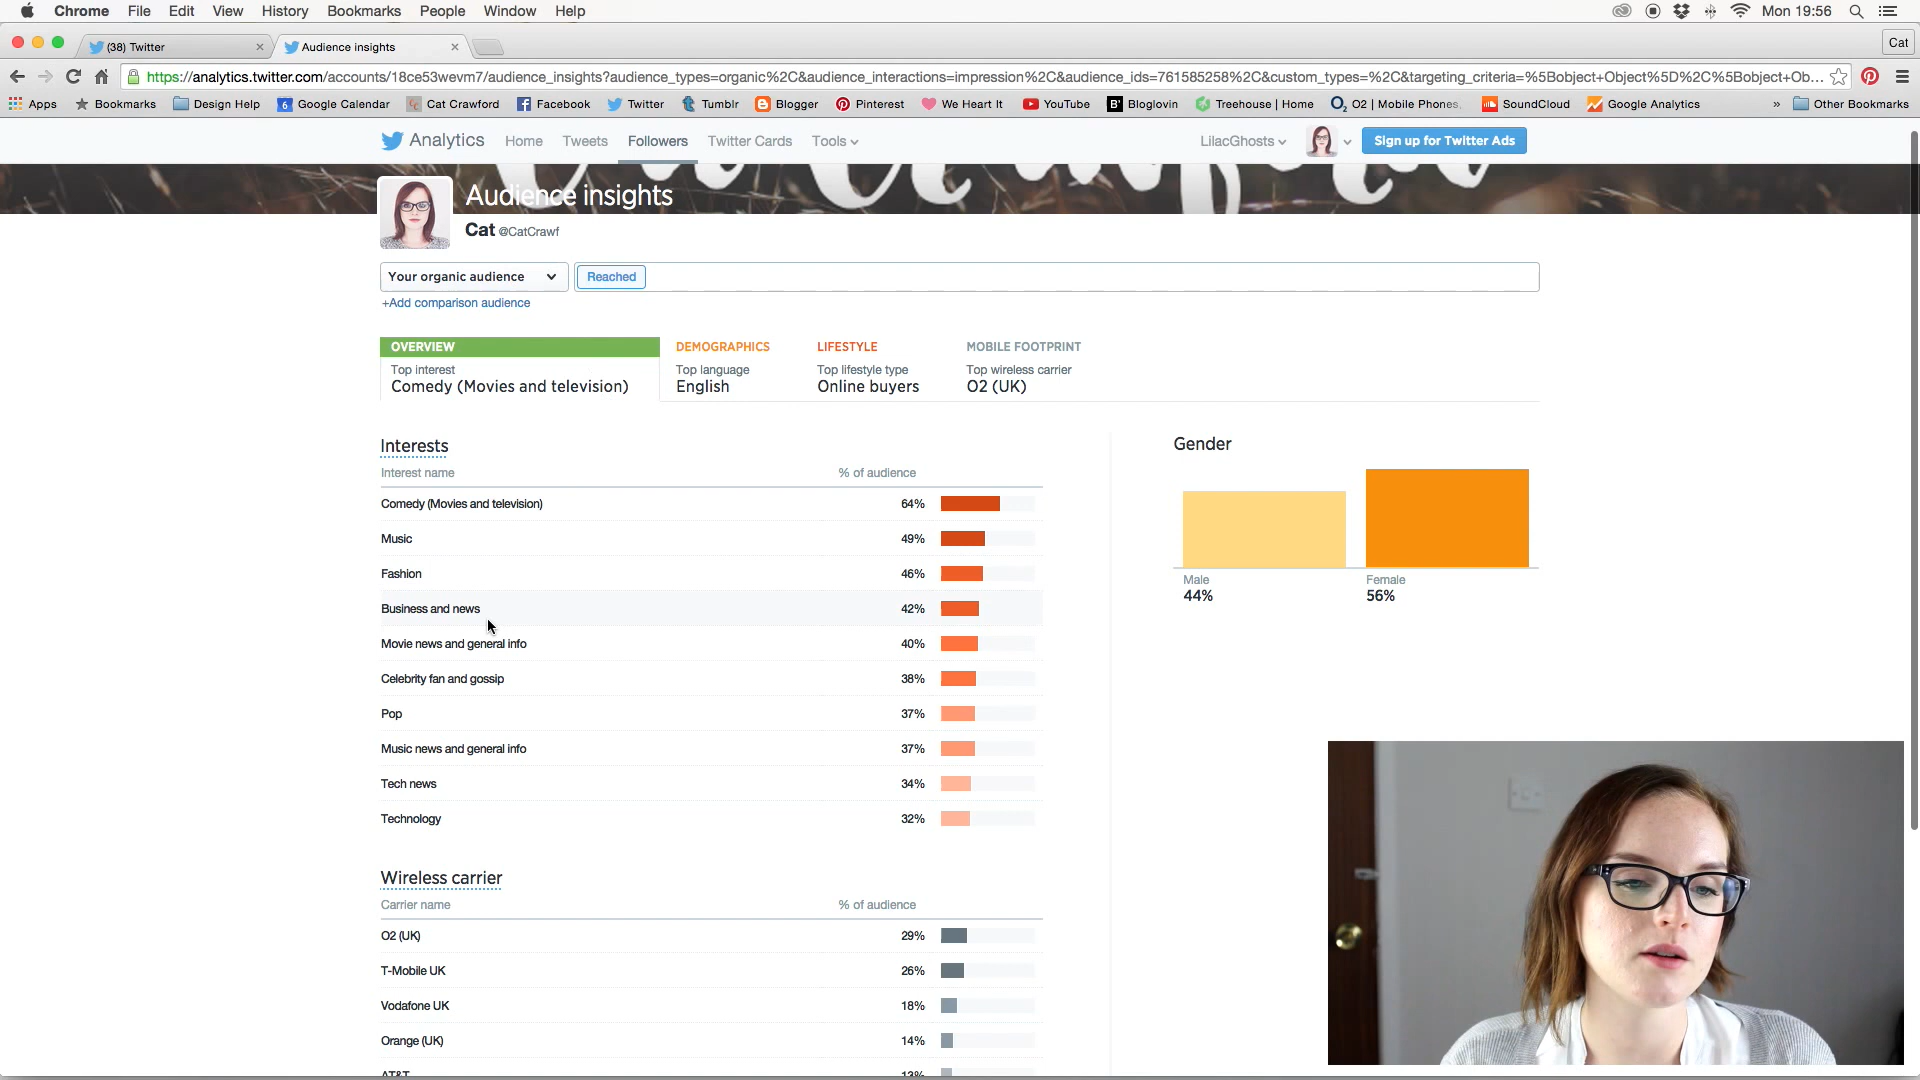 Chrome File Edit View History Bookmarks People Window Help Mon 19:56
(38) Twitter Audience insights Cat
https://analytics.twitter.com/accounts/18ce53wevm7/audience_insights?audience_types=organic%2C&audience_interactions=impression%2C&audience_ids=761585258%2C&custom_types=%2C&targeting_criteria=%5Bobject+Object%5D%2C%5Bobject+Ob...
Apps Bookmarks Design Help 6 Google Calendar Cat Crawford Facebook Twitter Tumblr Blogger Pinterest We Heart It YouTube Bloglovin Treehouse | Home O2 | Mobile Phones, SoundCloud Google Analytics » Other Bookmarks
Analytics Home Tweets Followers Twitter Cards Tools LilacGhosts Sign up for Twitter Ads
Audience insights
Cat @CatCrawf
Your organic audience Reached
+Add comparison audience
OVERVIEW DEMOGRAPHICS LIFESTYLE MOBILE FOOTPRINT
Top interest Top language Top lifestyle type Top wireless carrier
Comedy (Movies and television) English Online buyers O2 (UK)
Interests
Interest name % of audience
Comedy (Movies and television) 64%
Music 49%
Fashion 46%
Business and news 42%
Movie news and general info 40%
Celebrity fan and gossip 38%
Pop 37%
Music news and general info 37%
Tech news 34%
Technology 32%
Gender
Male Female
44% 56%
Wireless carrier
Carrier name % of audience
O2 (UK) 29%
T-Mobile UK 26%
Vodafone UK 18%
Orange (UK) 14%
AT&T 13%